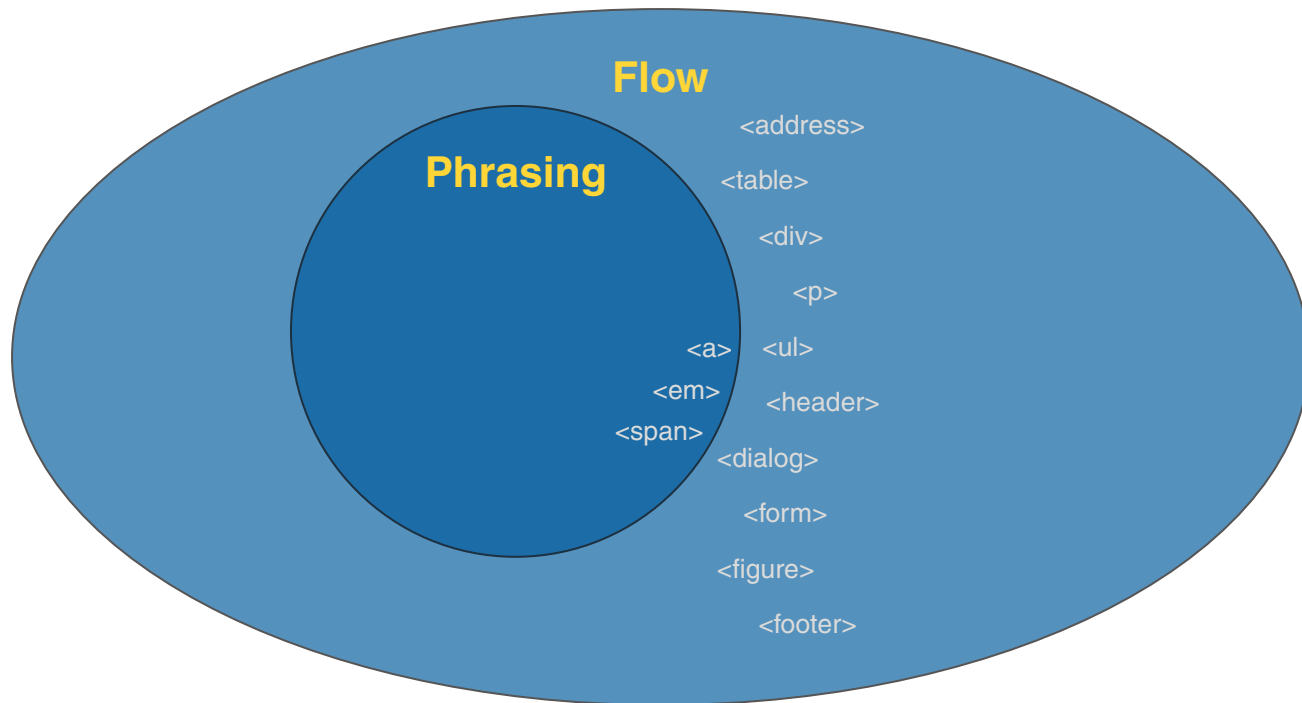 Flow
<address>
Phrasing
<table>
<div>
<p>
<a> <ul>
<em>
<header>
<span>
<dialog>
<form>
<figure>
<footer>